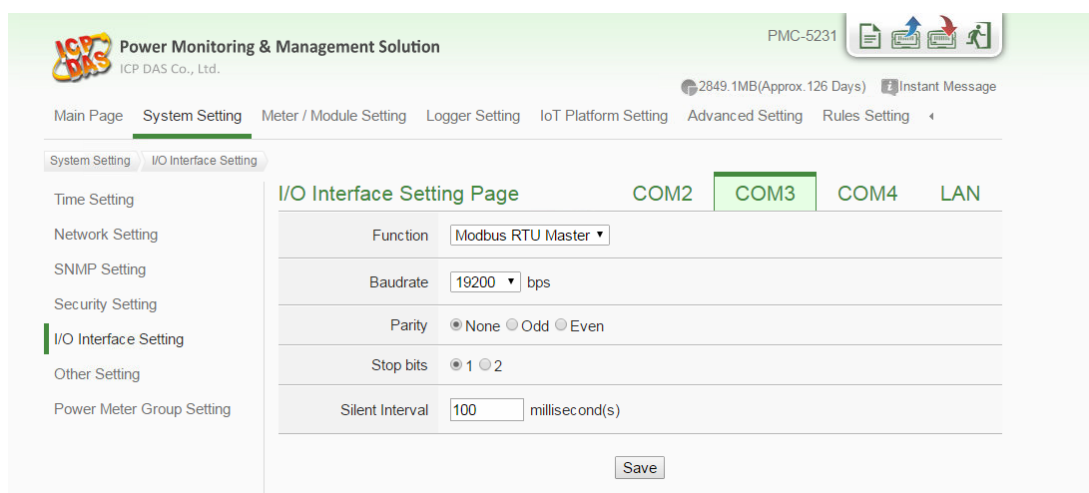 ICP DAS
Power Monitoring & Management Solution
ICP DAS Co., Ltd.
PMC-5231
2849.1MB(Approx.126 Days) Instant Message
Main Page System Setting Meter / Module Setting Logger Setting IoT Platform Setting Advanced Setting Rules Setting
System Setting I/O Interface Setting
Time Setting
Network Setting
SNMP Setting
Security Setting
I/O Interface Setting
Other Setting
Power Meter Group Setting
I/O Interface Setting Page COM2 COM3 COM4 LAN
Function Modbus RTU Master
Baudrate 19200 bps
Parity None Odd Even
Stop bits 1 2
Silent Interval 100 millisecond(s)
Save